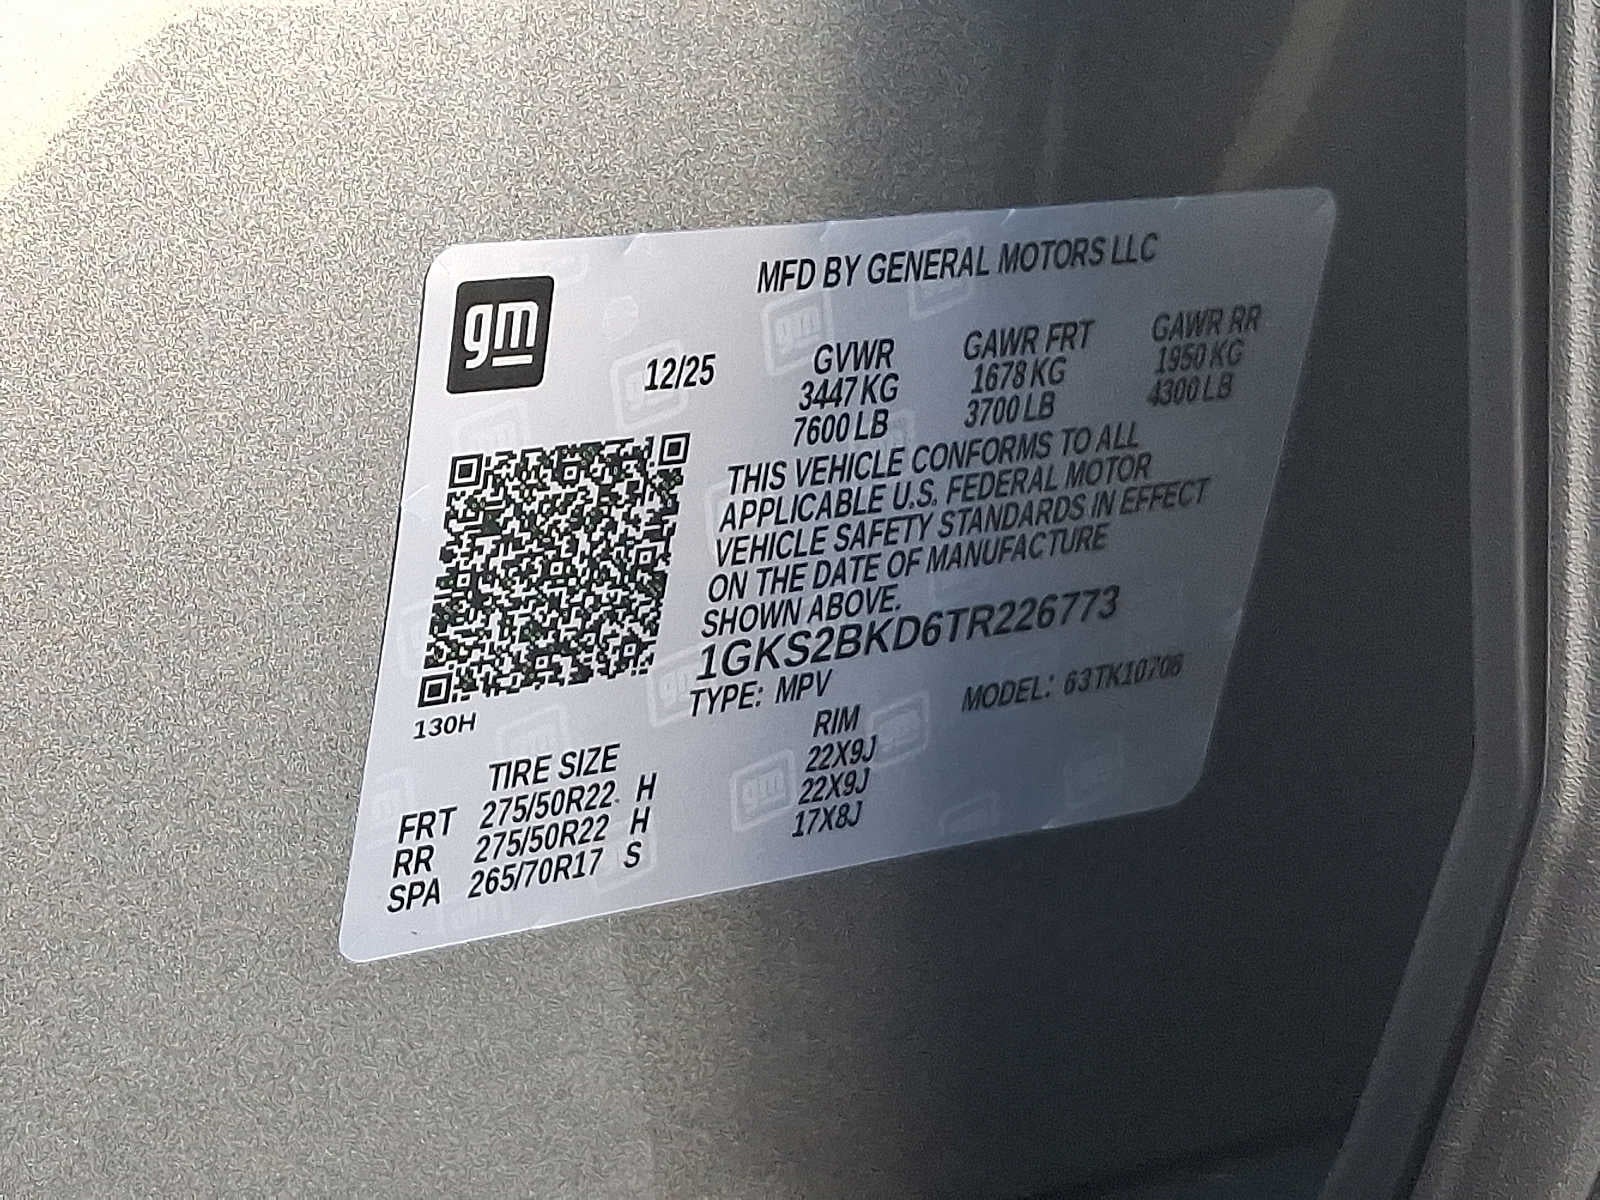 MFD BY GENERAL MOTORS LLC
gm
12/25
GVWR GAWR FRT GAWR RR
3447 KG 1678 KG 1950 KG
7600 LB 3700 LB 4300 LB
THIS VEHICLE CONFORMS TO ALL
APPLICABLE U.S. FEDERAL MOTOR
VEHICLE SAFETY STANDARDS IN EFFECT
ON THE DATE OF MANUFACTURE
SHOWN ABOVE.
1GKS2BKD6TR226773
TYPE: MPV MODEL: 63TK10706
130H
TIRE SIZE RIM
FRT 275/50R22 H 22X9J
RR 275/50R22 H 22X9J
SPA 265/70R17 S 17X8J